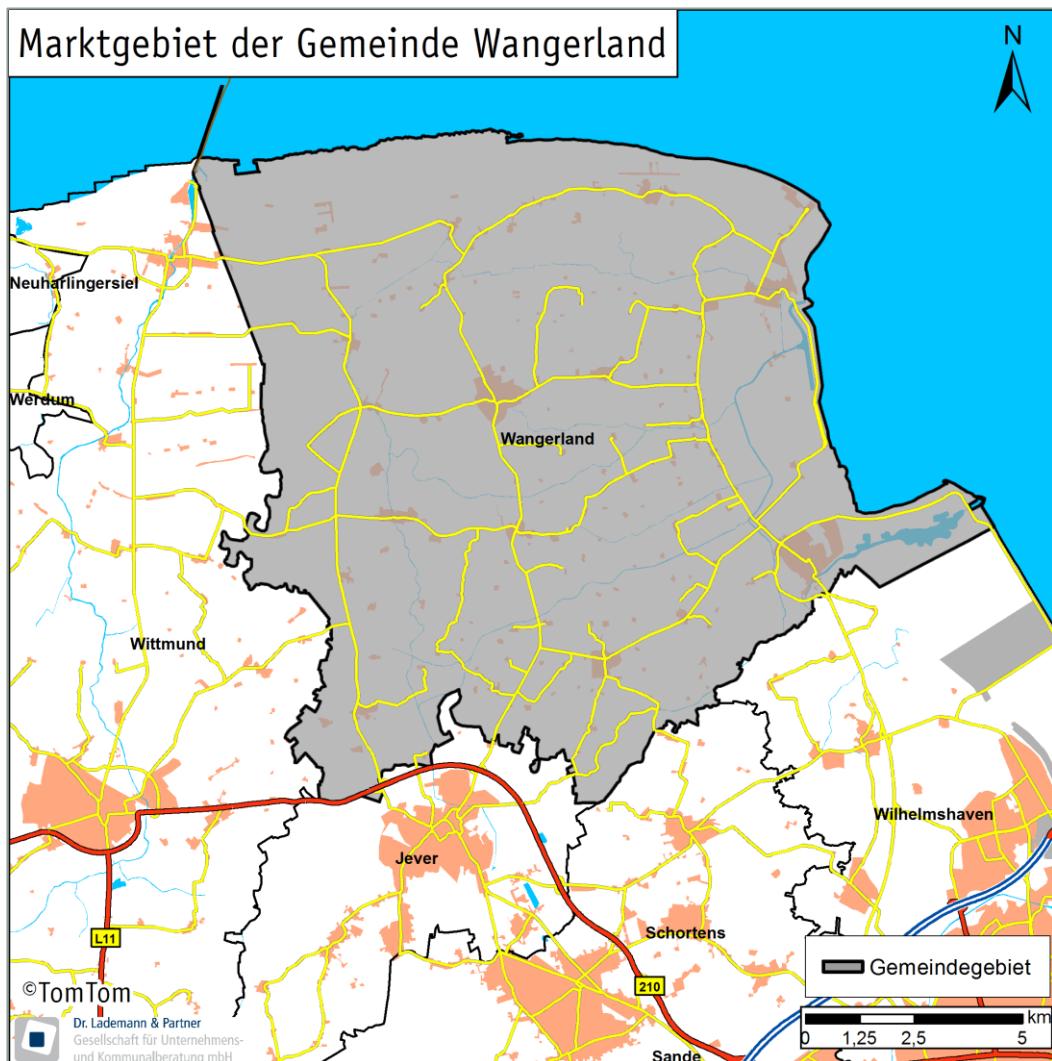 Marktgebiet der Gemeinde Wangerland
N
Neuharlingersiel
Werdum
Wangerland
Wittmund
Wilhelmshaven
Jever
Schortens
L11
210
Gemeindegebiet
©TomTom
km
0 1,25 2,5 5
Dr. Lademann & Partner
Gesellschaft für Unternehmens-
und Kommunalberatung mbH
Sande